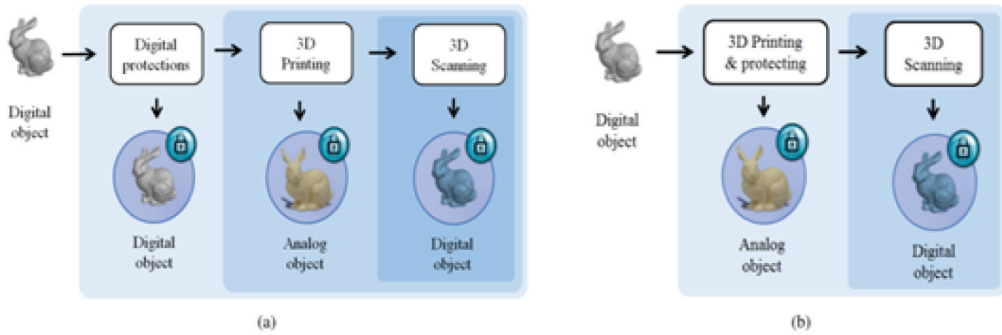 Digital
object
Digital
protections
3D
Printing
3D
Scanning
Digital
object
Analog
object
Digital
object
(a)
Digital
object
3D Printing
& protecting
3D
Scanning
Analog
object
Digital
object
(b)